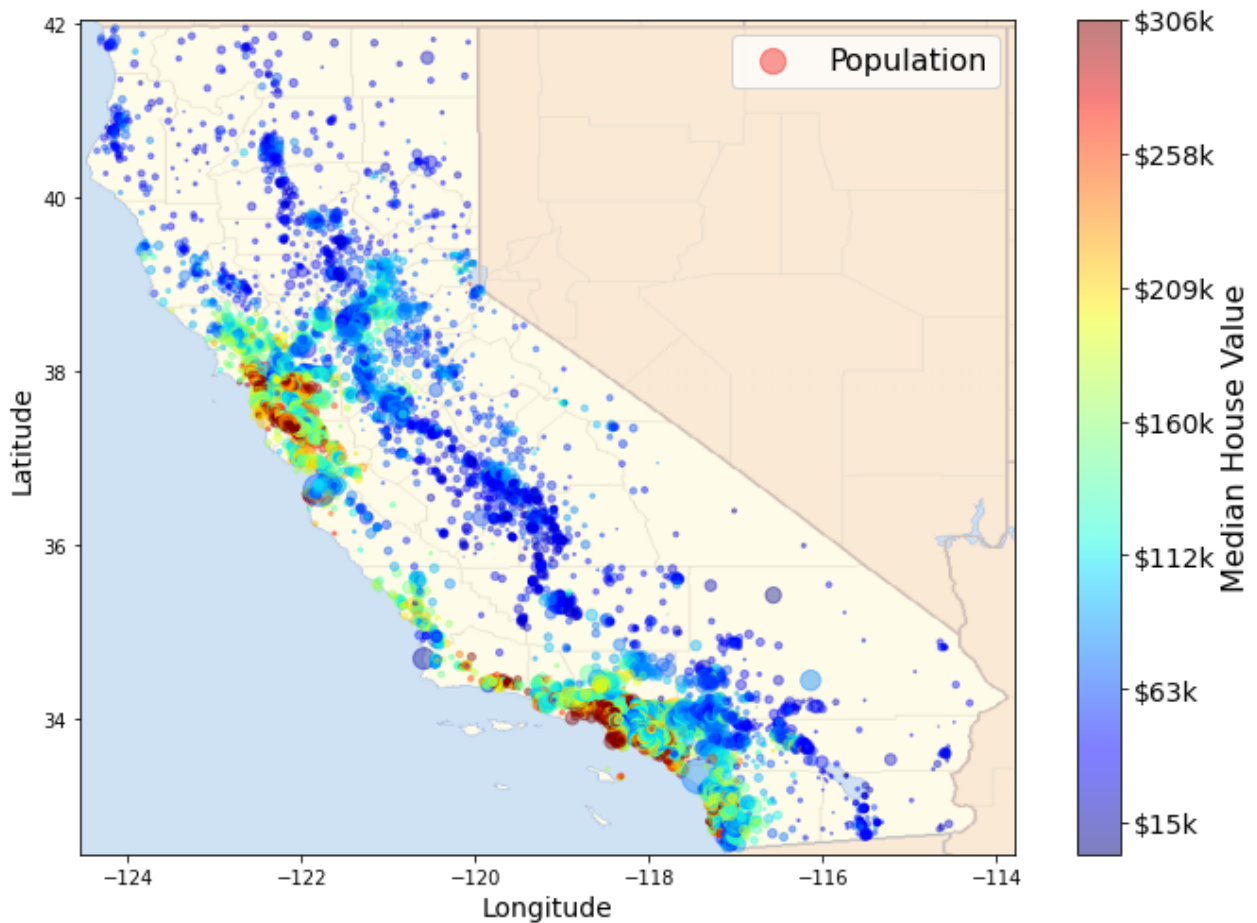 42
40
38
36
34
Latitude
−124
−122
−120
−118
−116
−114
Longitude
Population
$306k
$258k
$209k
$160k
$112k
$63k
$15k
Median House Value